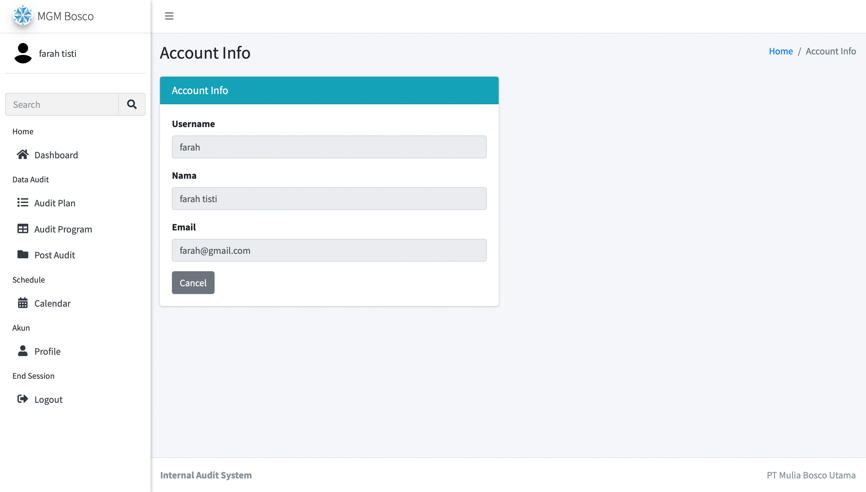 MGM Bosco
farah tisti
Search
Home
Dashboard
Data Audit
Audit Plan
Audit Program
Post Audit
Schedule
Calendar
Akun
Profile
End Session
Logout
Account Info
Home / Account Info
Account Info
Username
farah
Nama
farah tisti
Email
farah@gmail.com
Cancel
Internal Audit System
PT Mulia Bosco Utama